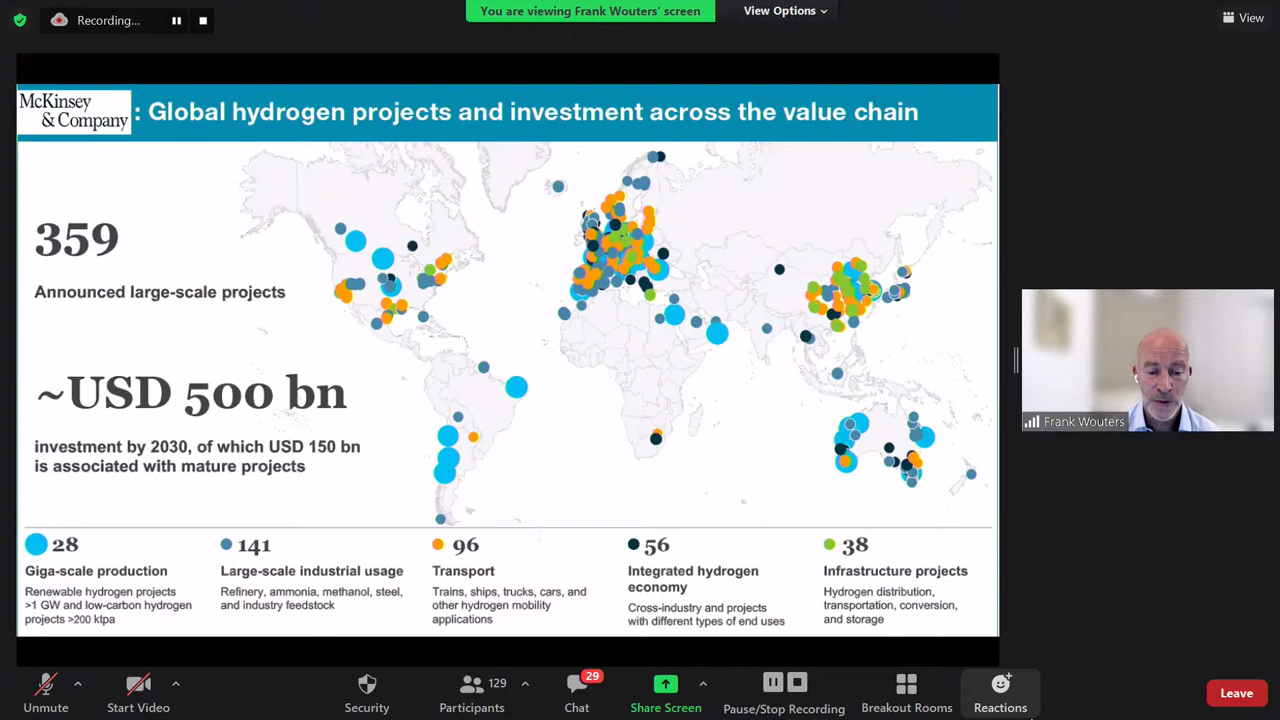 Recording...
You are viewing Frank Wouters' screen
View Options
View
McKinsey
& Company
: Global hydrogen projects and investment across the value chain
359
Announced large-scale projects
~USD 500 bn
investment by 2030, of which USD 150 bn
is associated with mature projects
28
Giga-scale production
Renewable hydrogen projects
>1 GW and low-carbon hydrogen
projects >200 ktpa
141
Large-scale industrial usage
Refinery, ammonia, methanol, steel,
and industry feedstock
96
Transport
Trains, ships, trucks, cars, and
other hydrogen mobility
applications
56
Integrated hydrogen
economy
Cross-industry and projects
with different types of end uses
38
Infrastructure projects
Hydrogen distribution,
transportation, conversion,
and storage
Frank Wouters
Unmute
Start Video
Security
129
Participants
29
Chat
Share Screen
Pause/Stop Recording
Breakout Rooms
Reactions
Leave